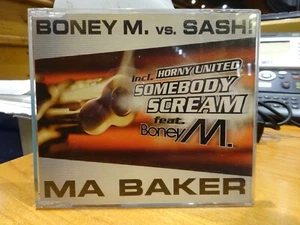 BONEY M. vs. SASH!
incl. HORNY UNITED
SOMEBODY
SCREAM
feat.
Boney M.
MA BAKER